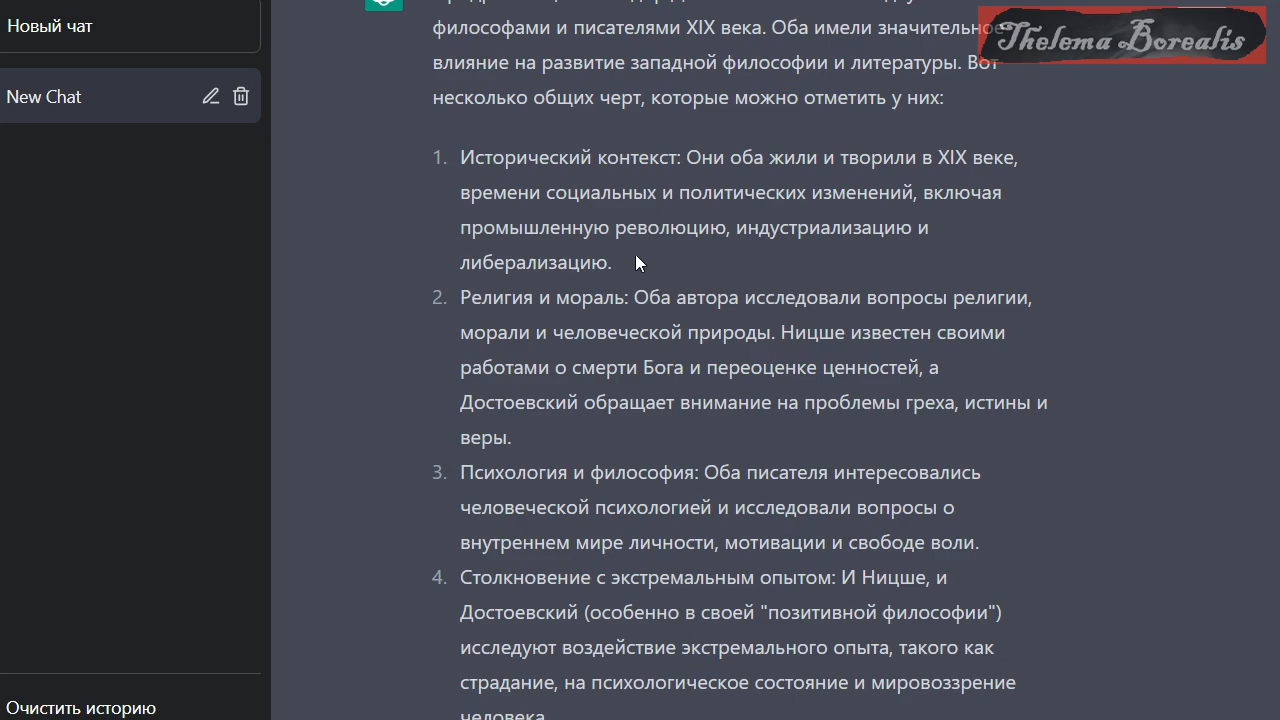 Новый чат
New Chat
Очистить историю
Thelema Borealis
философами и писателями XIX века. Оба имели значительное
влияние на развитие западной философии и литературы. Вот
несколько общих черт, которые можно отметить у них:
1. Исторический контекст: Они оба жили и творили в XIX веке,
времени социальных и политических изменений, включая
промышленную революцию, индустриализацию и
либерализацию.
2. Религия и мораль: Оба автора исследовали вопросы религии,
морали и человеческой природы. Ницше известен своими
работами о смерти Бога и переоценке ценностей, а
Достоевский обращает внимание на проблемы греха, истины и
веры.
3. Психология и философия: Оба писателя интересовались
человеческой психологией и исследовали вопросы о
внутреннем мире личности, мотивации и свободе воли.
4. Столкновение с экстремальным опытом: И Ницше, и
Достоевский (особенно в своей "позитивной философии")
исследуют воздействие экстремального опыта, такого как
страдание, на психологическое состояние и мировоззрение
человека.